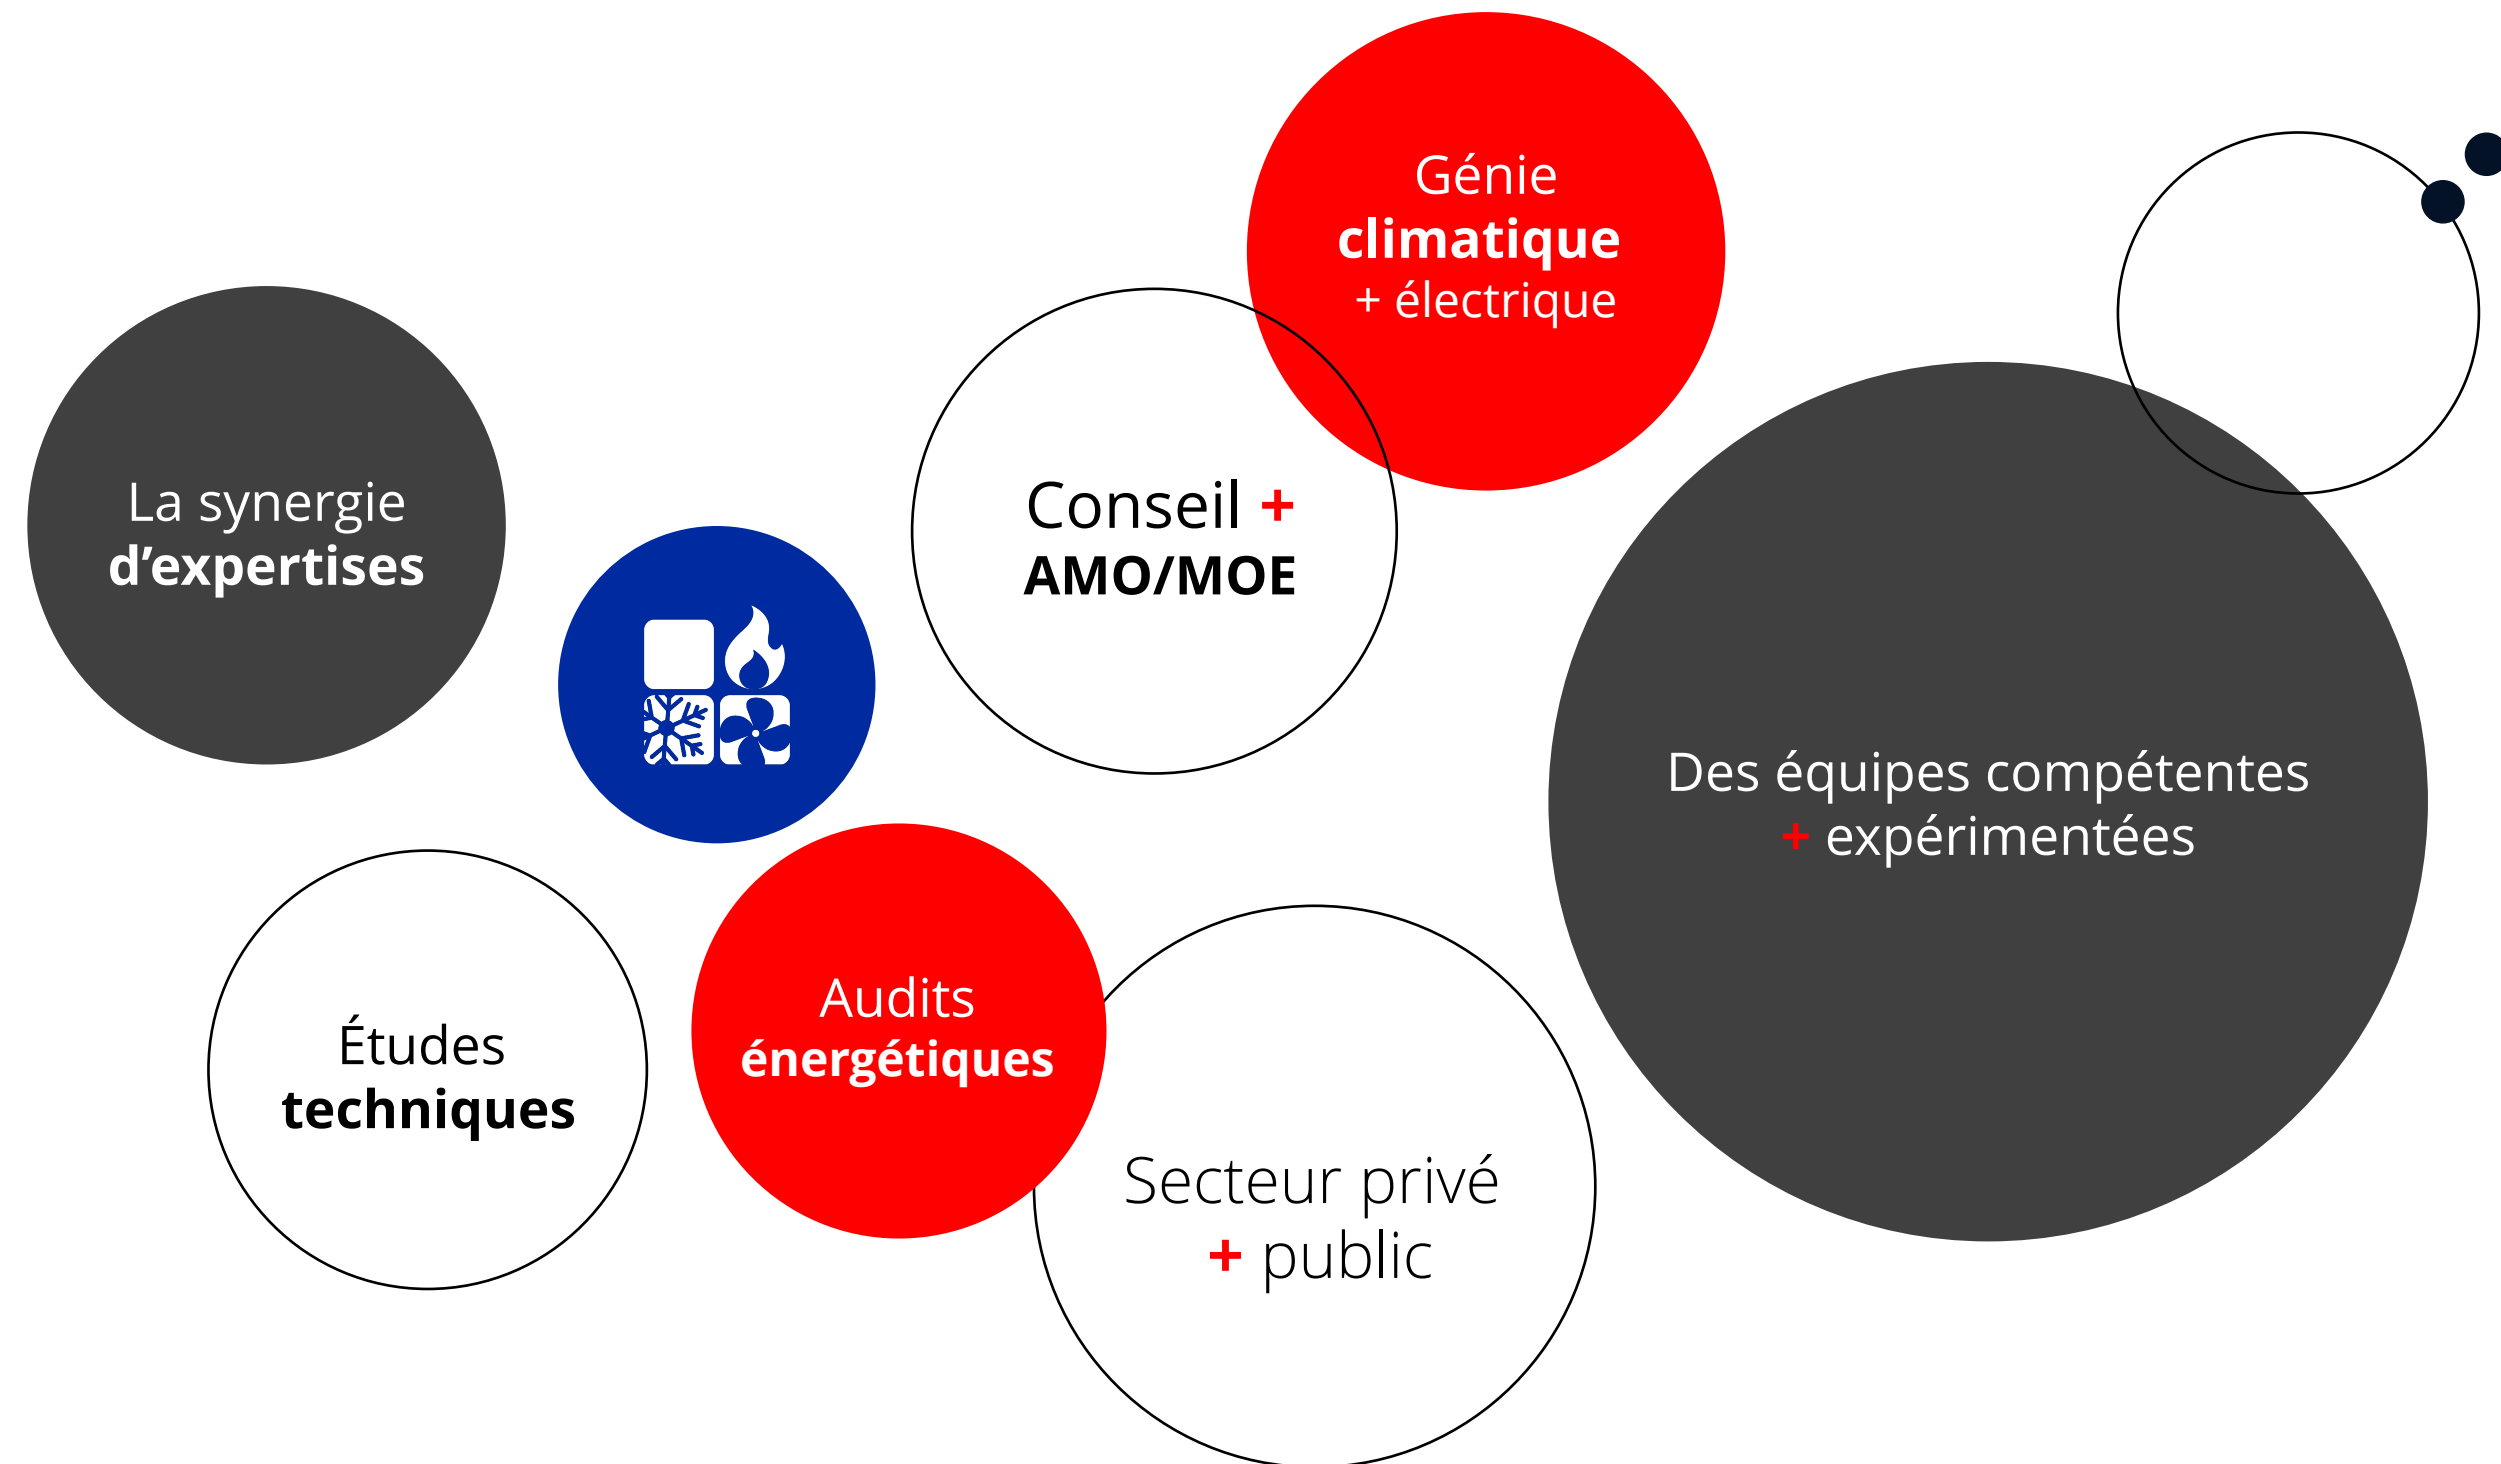 Génie
climatique
+ électrique
La synergie
d’expertises
Conseil +
AMO/MOE
Des équipes compétentes
+ expérimentées
Audits
énergétiques
Études
techniques
Secteur privé
+ public